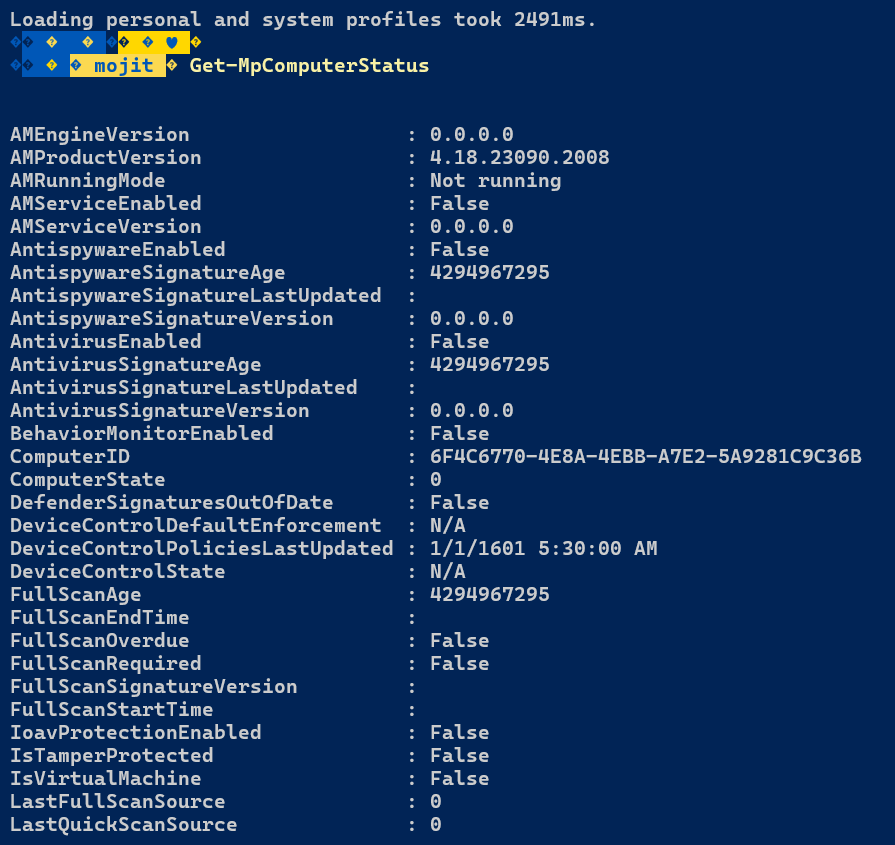 Loading personal and system profiles took 2491ms.
mojit Get-MpComputerStatus
AMEngineVersion : 0.0.0.0
AMProductVersion : 4.18.23090.2008
AMRunningMode : Not running
AMServiceEnabled : False
AMServiceVersion : 0.0.0.0
AntispywareEnabled : False
AntispywareSignatureAge : 4294967295
AntispywareSignatureLastUpdated :
AntispywareSignatureVersion : 0.0.0.0
AntivirusEnabled : False
AntivirusSignatureAge : 4294967295
AntivirusSignatureLastUpdated :
AntivirusSignatureVersion : 0.0.0.0
BehaviorMonitorEnabled : False
ComputerID : 6F4C6770-4E8A-4EBB-A7E2-5A9281C9C36B
ComputerState : 0
DefenderSignaturesOutOfDate : False
DeviceControlDefaultEnforcement : N/A
DeviceControlPoliciesLastUpdated : 1/1/1601 5:30:00 AM
DeviceControlState : N/A
FullScanAge : 4294967295
FullScanEndTime :
FullScanOverdue : False
FullScanRequired : False
FullScanSignatureVersion :
FullScanStartTime :
IoavProtectionEnabled : False
IsTamperProtected : False
IsVirtualMachine : False
LastFullScanSource : 0
LastQuickScanSource : 0